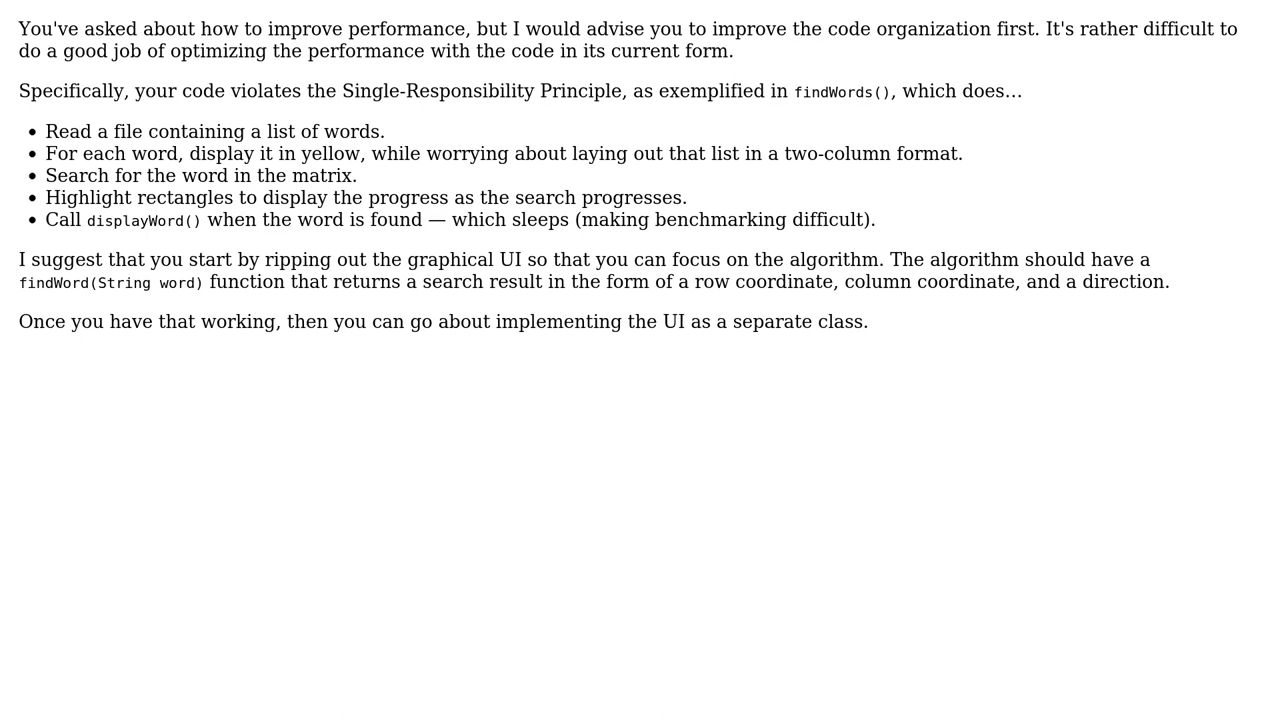 You've asked about how to improve performance, but I would advise you to improve the code organization first. It's rather difficult to
do a good job of optimizing the performance with the code in its current form.
Specifically, your code violates the Single-Responsibility Principle, as exemplified in findWords(), which does…
• Read a file containing a list of words.
• For each word, display it in yellow, while worrying about laying out that list in a two-column format.
• Search for the word in the matrix.
• Highlight rectangles to display the progress as the search progresses.
• Call displayWord() when the word is found — which sleeps (making benchmarking difficult).
I suggest that you start by ripping out the graphical UI so that you can focus on the algorithm. The algorithm should have a
findWord(String word) function that returns a search result in the form of a row coordinate, column coordinate, and a direction.
Once you have that working, then you can go about implementing the UI as a separate class.